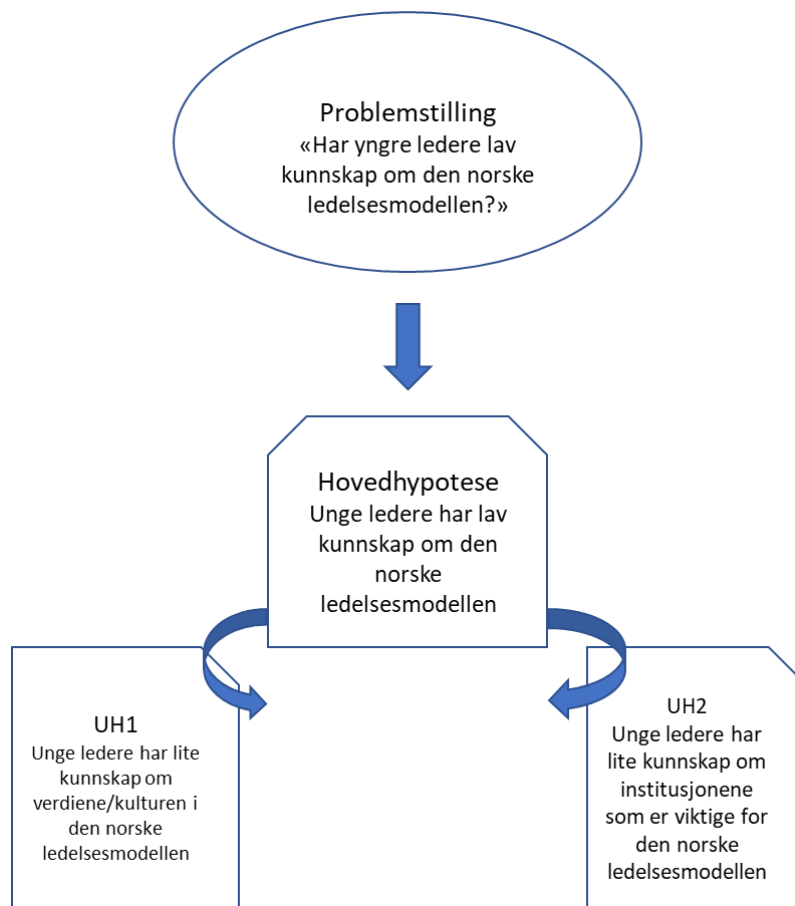 Problemstilling
«Har yngre ledere lav
kunnskap om den norske
ledelsesmodellen?»
Hovedhypotese
Unge ledere har lav
kunnskap om den
norske
ledelsesmodellen
UH1
Unge ledere har lite
kunnskap om
verdiene/kulturen i
den norske
ledelsesmodellen
UH2
Unge ledere har
lite kunnskap om
institusjonene
som er viktige for
den norske
ledelsesmodellen